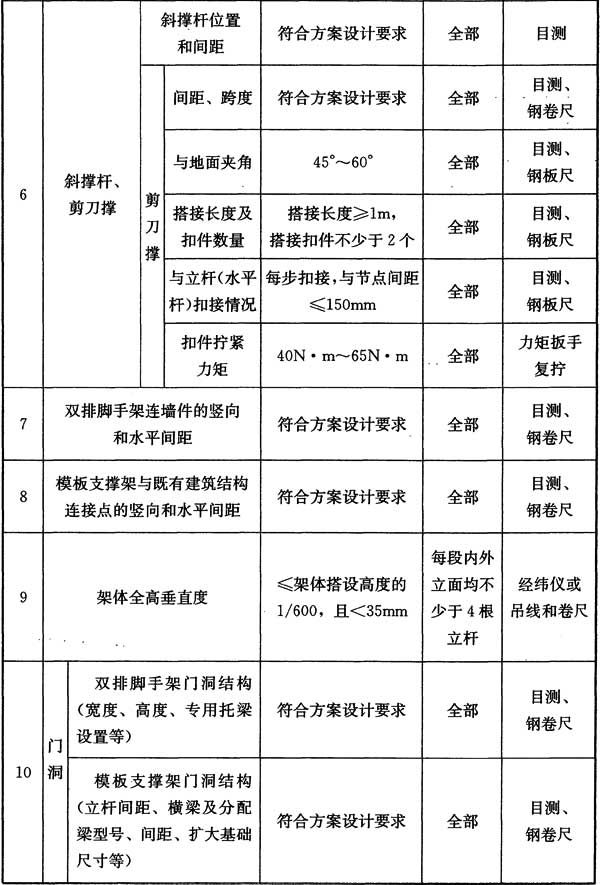 6
斜撑杆、
剪刀撑
斜撑杆位置
和间距
符合方案设计要求
全部
目测
剪
刀
撑
间距、跨度
符合方案设计要求
全部
目测、
钢卷尺
与地面夹角
45°～60°
全部
目测、
钢板尺
搭接长度及
扣件数量
搭接长度≥1m，
搭接扣件不少于2个
全部
目测、
钢板尺
与立杆(水平
杆)扣接情况
每步扣接，与节点间距
≤150mm
全部
目测、
钢板尺
扣件拧紧
力矩
40N·m～65N·m
全部
力矩扳手
复拧
7
双排脚手架连墙件的竖向
和水平间距
符合方案设计要求
全部
目测、
钢卷尺
8
模板支撑架与既有建筑结构
连接点的竖向和水平间距
符合方案设计要求
全部
目测、
钢卷尺
9
架体全高垂直度
≤架体搭设高度的
1/600，且<35mm
每段内外
立面均不
少于4根
立杆
经纬仪或
吊线和卷尺
10
门
洞
双排脚手架门洞结构
(宽度、高度、专用托梁
设置等)
符合方案设计要求
全部
目测、
钢卷尺
模板支撑架门洞结构
(立杆间距、横梁及分配
梁型号、间距、扩大基础
尺寸等)
符合方案设计要求
全部
目测、
钢卷尺